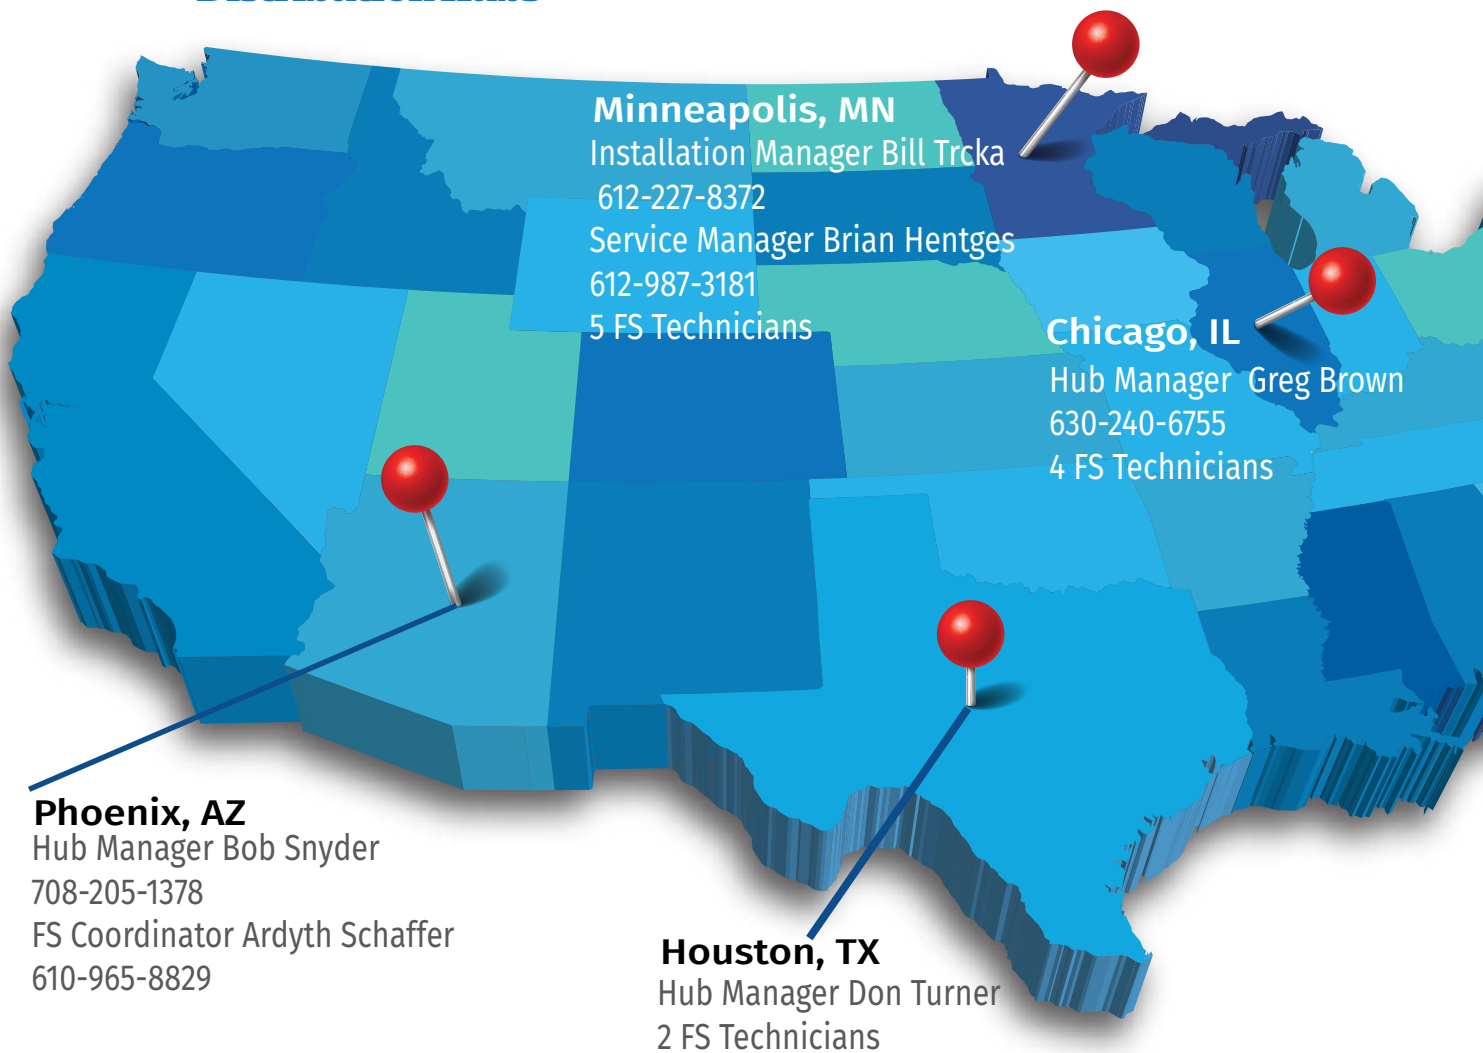 Minneapolis, MN
Installation Manager Bill Trcka
612-227-8372
Service Manager Brian Hentges
612-987-3181
5 FS Technicians
Chicago, IL
Hub Manager Greg Brown
630-240-6755
4 FS Technicians
Phoenix, AZ
Hub Manager Bob Snyder
708-205-1378
FS Coordinator Ardyth Schaffer
610-965-8829
Houston, TX
Hub Manager Don Turner
2 FS Technicians